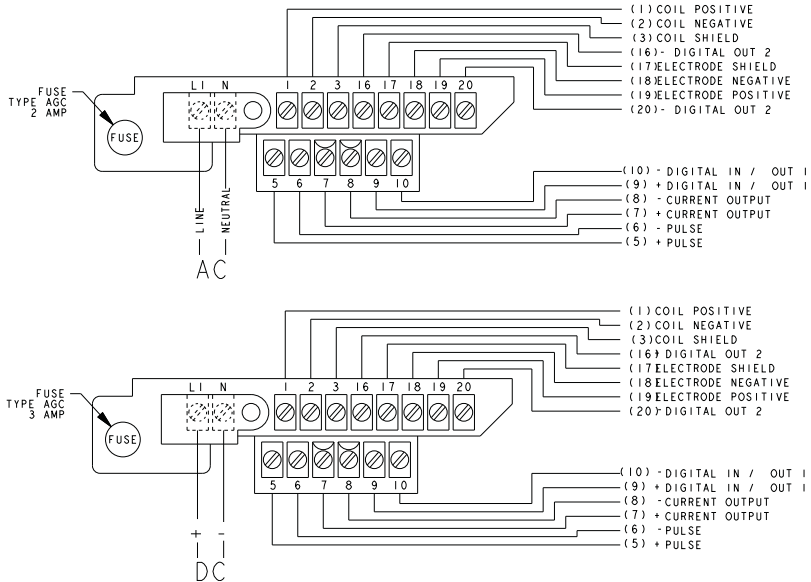 (1) COIL POSITIVE
(2) COIL NEGATIVE
(3) COIL SHIELD
(16)- DIGITAL OUT 2
(17)ELECTRODE SHIELD
(18)ELECTRODE NEGATIVE
(19)ELECTRODE POSITIVE
(20)- DIGITAL OUT 2
FUSE
TYPE AGC
2 AMP
FUSE
L1 N 1 2 3 16 17 18 19 20
5 6 7 8 9 10
LINE
NEUTRAL
AC
(10) - DIGITAL IN / OUT 1
(9) + DIGITAL IN / OUT 1
(8) - CURRENT OUTPUT
(7) + CURRENT OUTPUT
(6) - PULSE
(5) + PULSE
(1) COIL POSITIVE
(2) COIL NEGATIVE
(3)COIL SHIELD
(16+ DIGITAL OUT 2
(17ELECTRODE SHIELD
(18ELECTRODE NEGATIVE
(19ELECTRODE POSITIVE
(20)- DIGITAL OUT 2
FUSE
TYPE AGC
3 AMP
FUSE
L1 N 1 2 3 16 17 18 19 20
5 6 7 8 9 10
+ -
DC
(10) - DIGITAL IN / OUT 1
(9) + DIGITAL IN / OUT 1
(8) - CURRENT OUTPUT
(7) + CURRENT OUTPUT
(6) - PULSE
(5) + PULSE